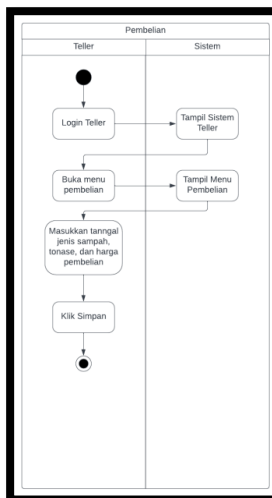 Pembelian
Teller
Sistem
Login Teller
Tampil Sistem
Teller
Buka menu
pembelian
Tampil Menu
Pembelian
Masukkan tanngal
jenis sampah,
tonase, dan harga
pembelian
Klik Simpan